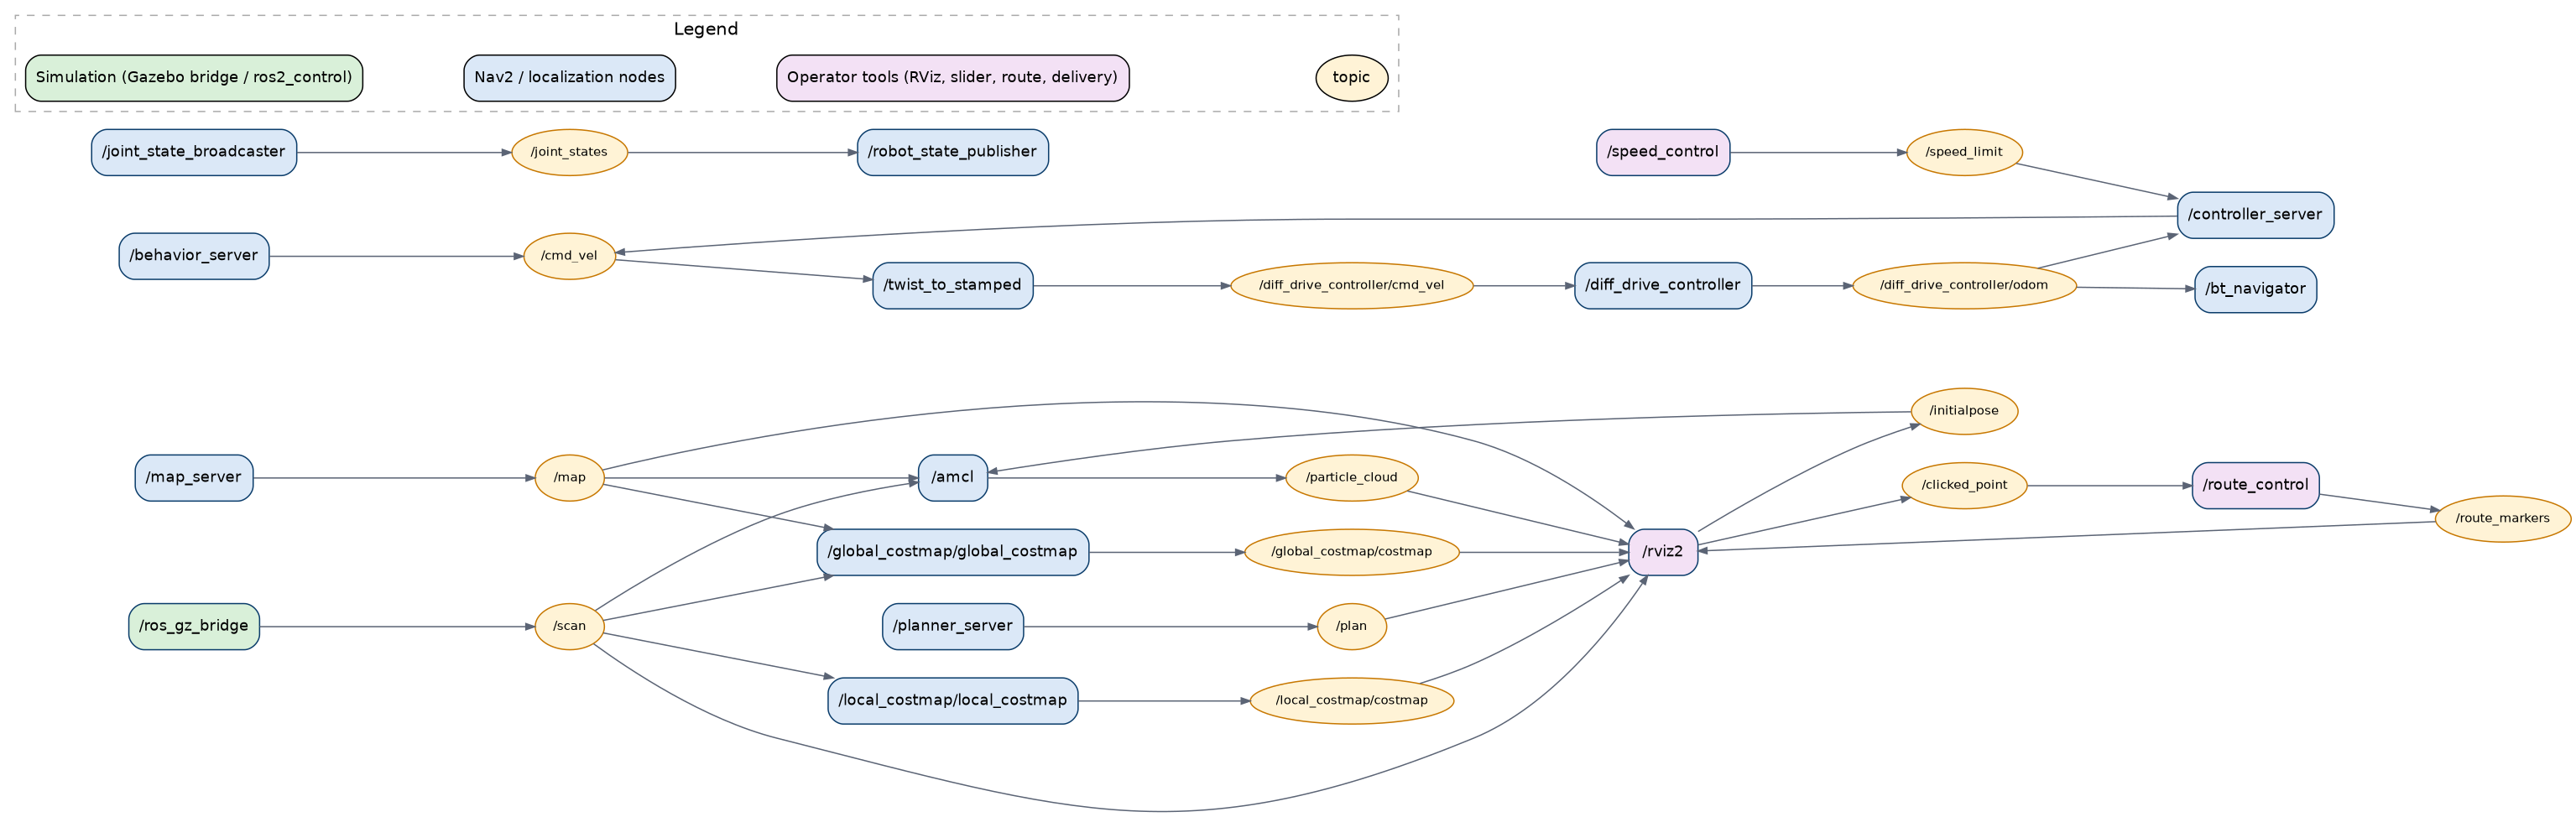 Legend
Simulation (Gazebo bridge / ros2_control)
Nav2 / localization nodes
Operator tools (RViz, slider, route, delivery)
topic
/joint_state_broadcaster
/joint_states
/robot_state_publisher
/speed_control
/speed_limit
/controller_server
/behavior_server
/cmd_vel
/twist_to_stamped
/diff_drive_controller/cmd_vel
/diff_drive_controller
/diff_drive_controller/odom
/bt_navigator
/initialpose
/map_server
/map
/amcl
/particle_cloud
/clicked_point
/route_control
/route_markers
/global_costmap/global_costmap
/global_costmap/costmap
/rviz2
/ros_gz_bridge
/scan
/planner_server
/plan
/local_costmap/local_costmap
/local_costmap/costmap